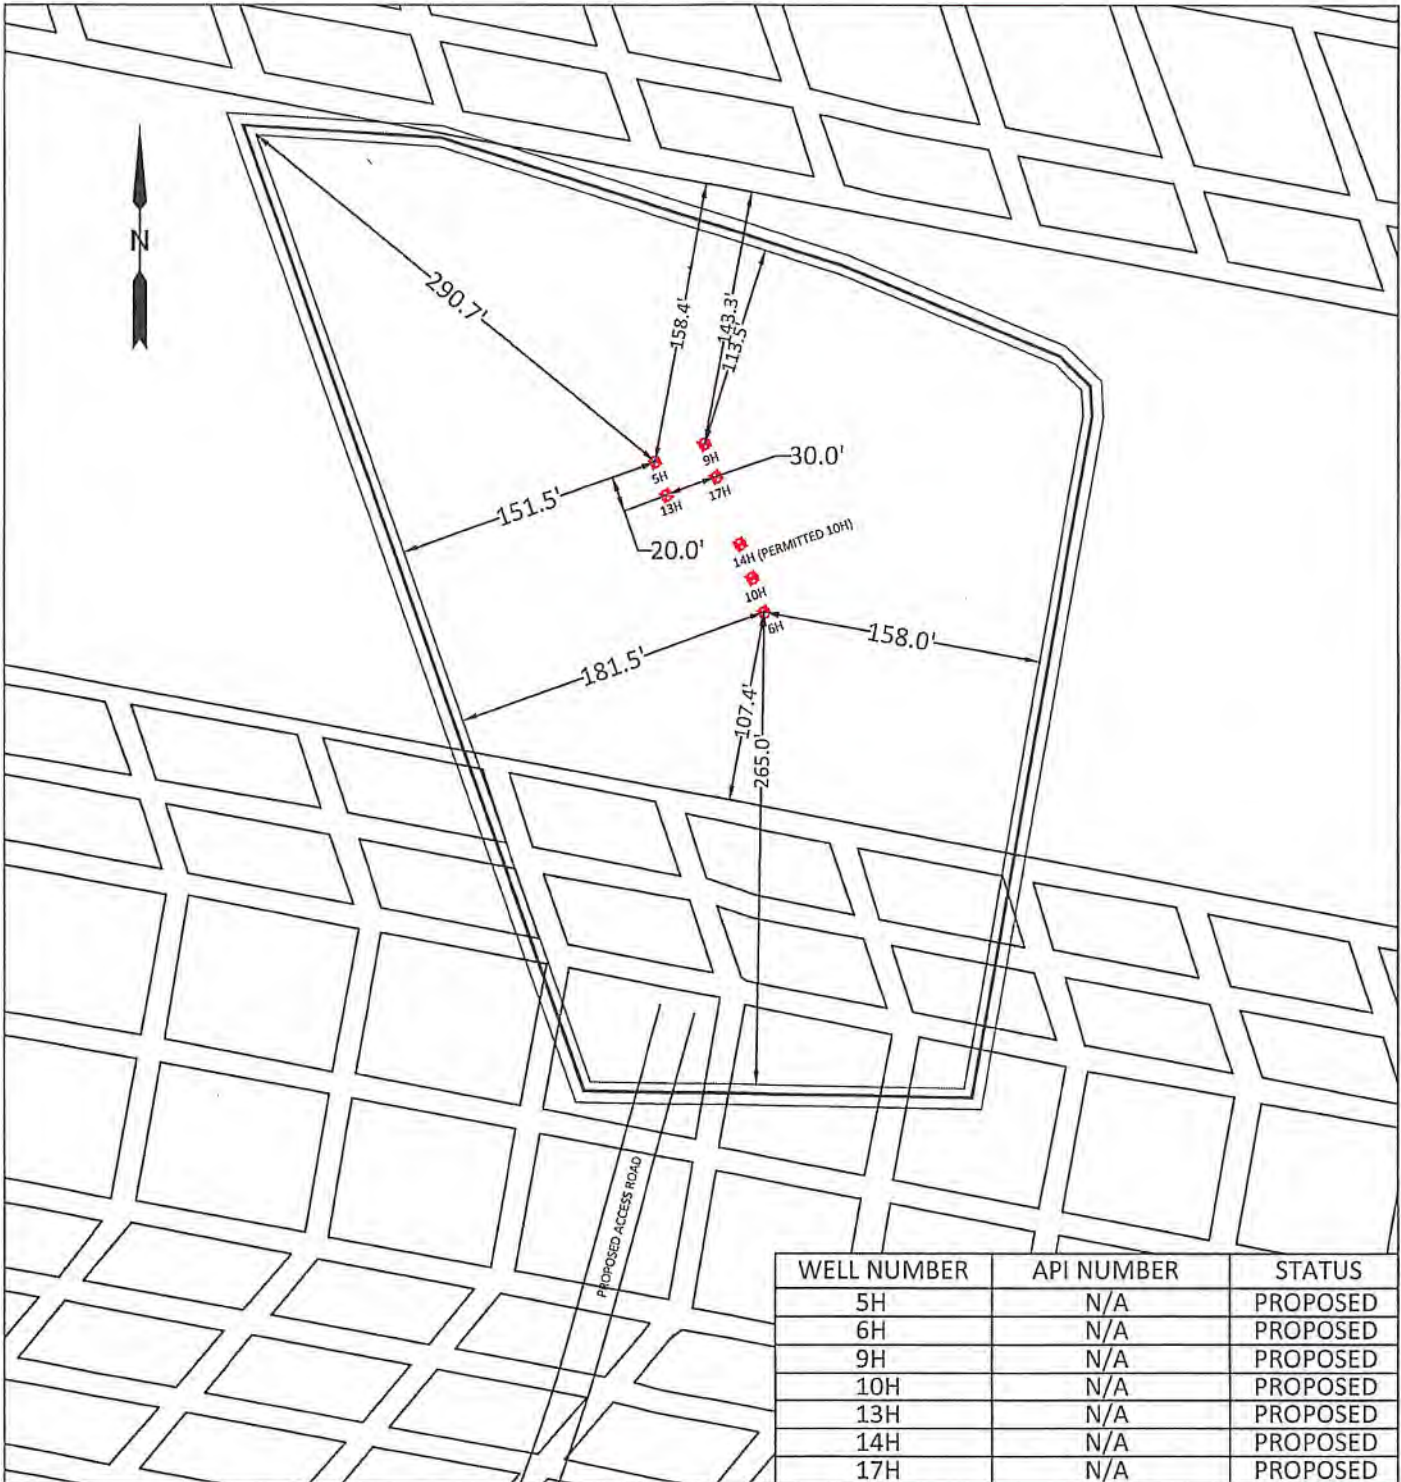 N
290.7'
158.4'
143.3'
113.5'
9H
30.0'
5H
17H
13H
151.5'
20.0'
14H (PERMITTED 10H)
10H
6H
158.0'
181.5'
107.4'
265.0'
PROPOSED ACCESS ROAD
WELL NUMBER API NUMBER STATUS
5H N/A PROPOSED
6H N/A PROPOSED
9H N/A PROPOSED
10H N/A PROPOSED
13H N/A PROPOSED
14H N/A PROPOSED
17H N/A PROPOSED